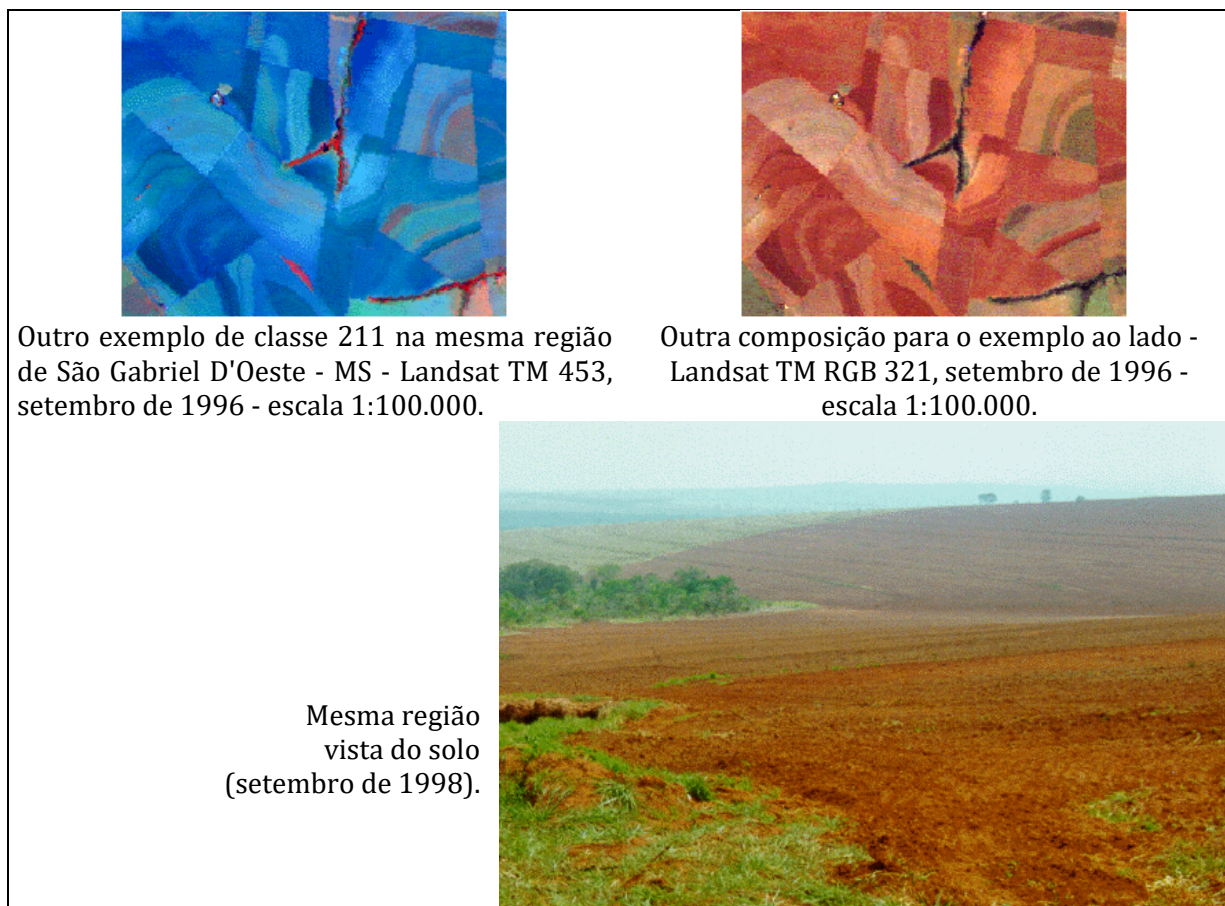 Outro exemplo de classe 211 na mesma região
de São Gabriel D'Oeste - MS - Landsat TM 453,
setembro de 1996 - escala 1:100.000.
Outra composição para o exemplo ao lado -
Landsat TM RGB 321, setembro de 1996 -
escala 1:100.000.
Mesma região
vista do solo
(setembro de 1998).